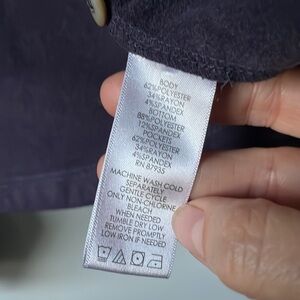 BODY
62%POLYESTER
34%RAYON
4%SPANDEX
BOTTOM
88%POLYESTER
12%SPANDEX
POCKETS
62%POLYESTER
34%RAYON
4%SPANDEX
RN 87935
MACHINE WASH COLD
SEPARATELY
GENTLE CYCLE
ONLY NON-CHLORINE
BLEACH
WHEN NEEDED
TUMBLE DRY LOW
REMOVE PROMPTLY
LOW IRON IF NEEDED